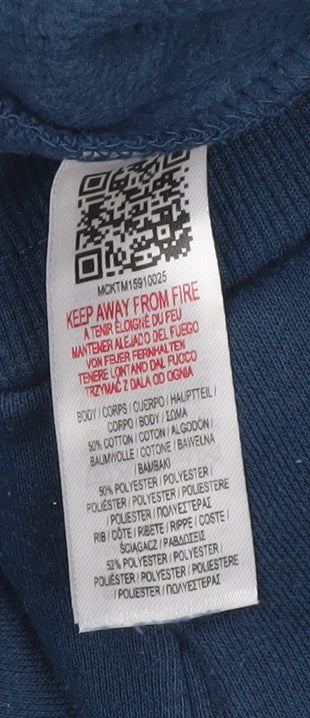 MCKTM15910025
KEEP AWAY FROM FIRE
A TENIR ÉLOIGNÉ DU FEU
MANTENER ALEJADO DEL FUEGO
VON FEUER FERNHALTEN
TENERE LONTANO DAL FUOCO
TRZYMAĆ Z DALA OD OGNIA
BODY / CORPS / CUERPO / HAUPTTEIL /
CORPO / BODY / ΣΩΜΑ
50% COTTON / COTON / ALGODÓN /
BAUMWOLLE / COTONE / BAWEŁNA
/ ΒΑΜΒΑΚΙ
50% POLYESTER / POLYESTER /
POLIÉSTER / POLYESTER / POLIESTERE
/ POLIESTER / ΠΟΛΥΕΣΤΕΡΑΣ
RIB / CÔTE / RIBETE / RIPPE / COSTE /
ŚCIĄGACZ / ΡΑΒΔΩΣΕΙΣ
52% POLYESTER / POLYESTER /
POLIÉSTER / POLYESTER / POLIESTERE
/ POLIESTER / ΠΟΛΥΕΣΤΕΡΑΣ